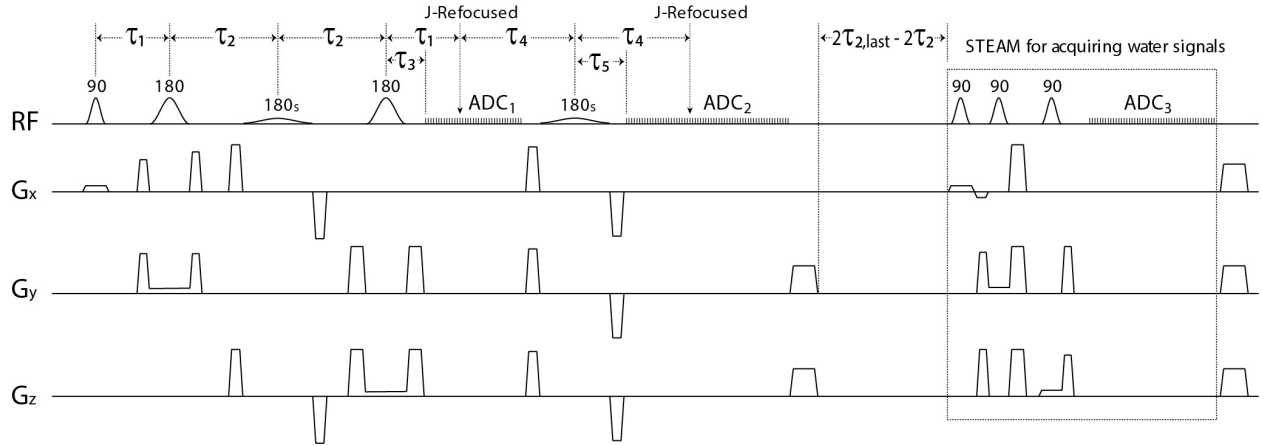 J-Refocused J-Refocused
τ1 τ2 τ2 τ1 τ4 τ4 2τ2,last - 2τ2
τ3 τ5 STEAM for acquiring water signals
90 180 180s 180 ADC1 180s ADC2 90 90 90 ADC3
RF
Gx
Gy
Gz